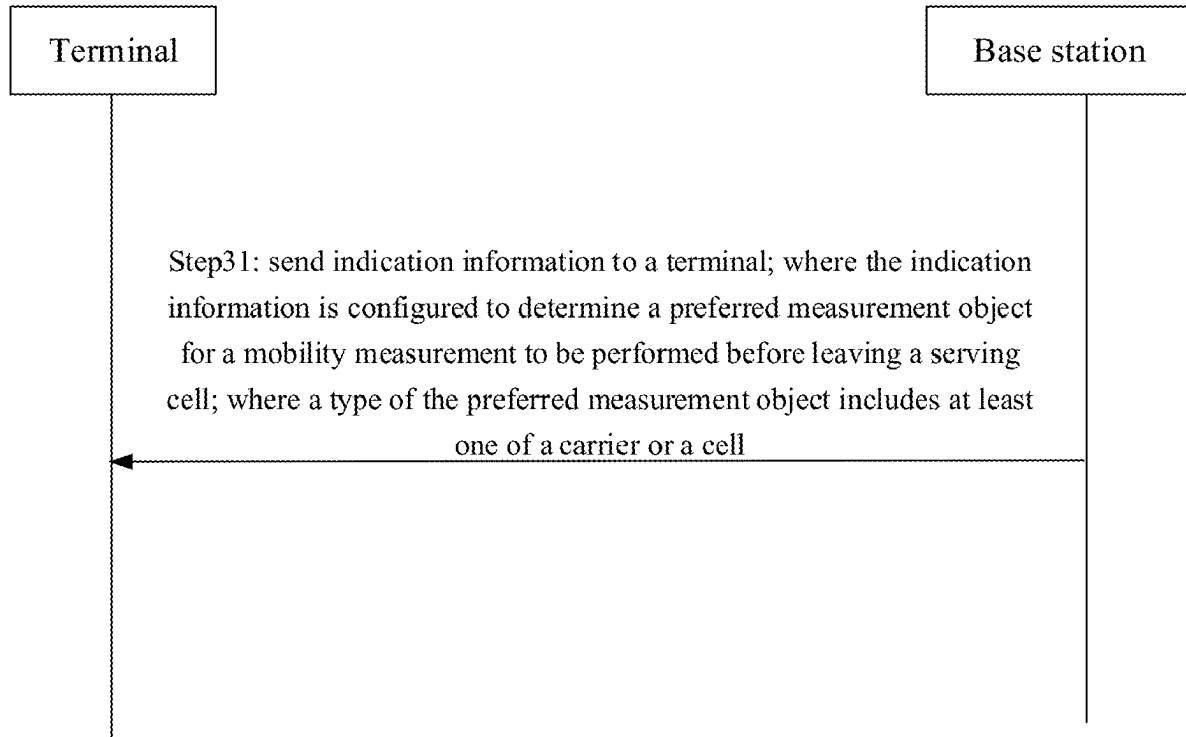 Terminal
Base station
Step31: send indication information to a terminal; where the indication
information is configured to determine a preferred measurement object
for a mobility measurement to be performed before leaving a serving
cell; where a type of the preferred measurement object includes at least
one of a carrier or a cell